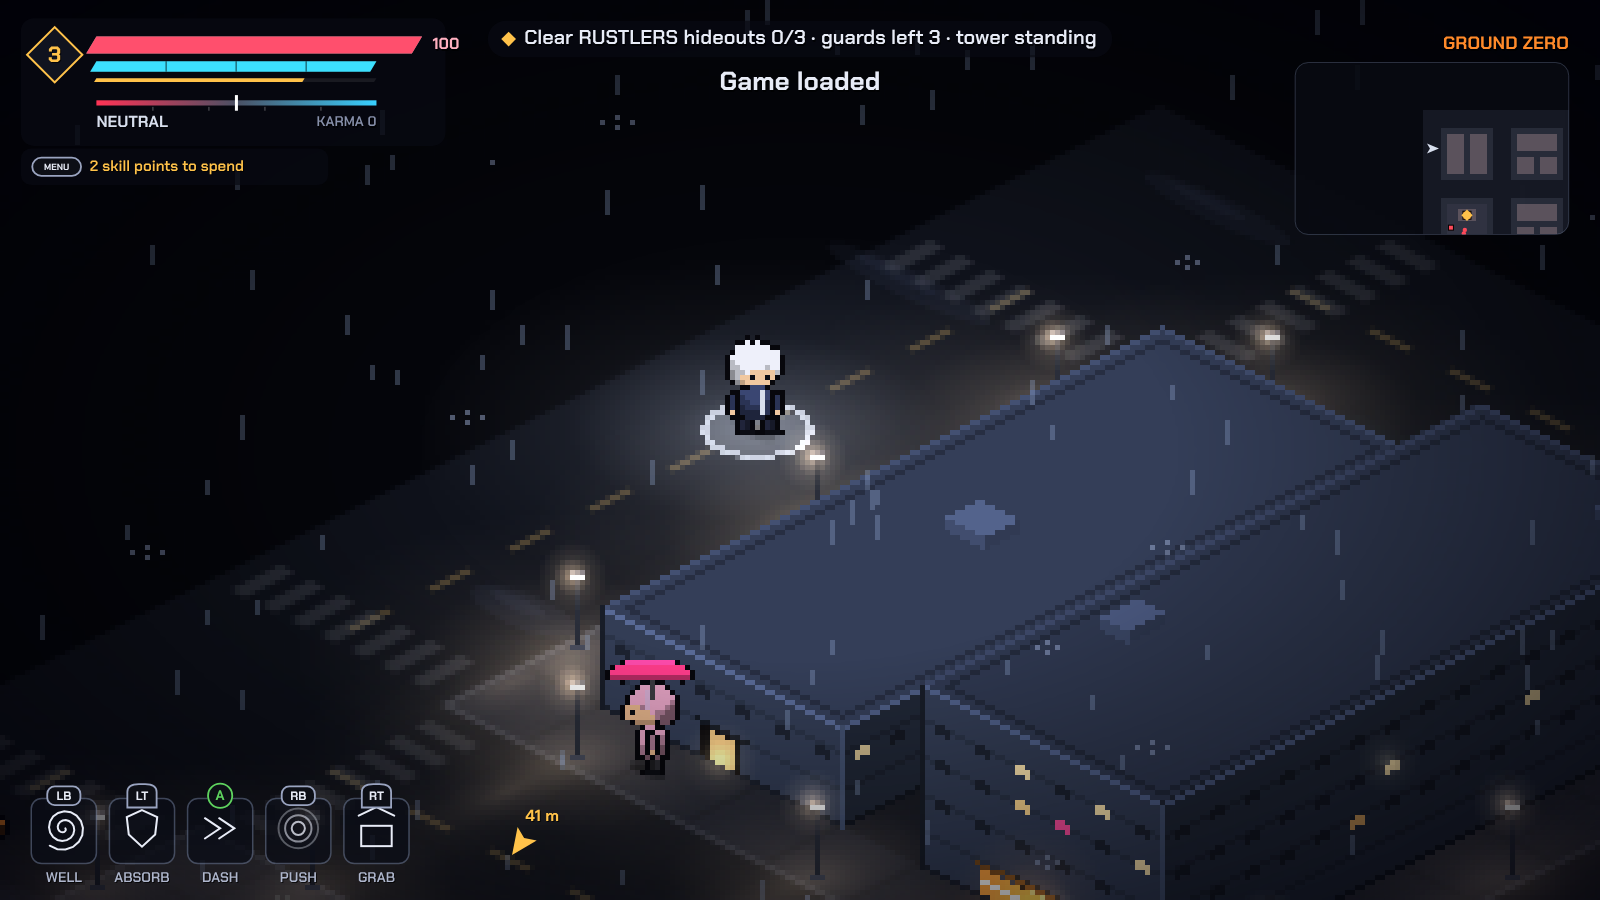 3
100
NEUTRAL
KARMA 0
MENU
2 skill points to spend
Clear RUSTLERS hideouts 0/3 · guards left 3 · tower standing
Game loaded
GROUND ZERO
41 m
LB
LT
A
RB
RT
WELL
ABSORB
DASH
PUSH
GRAB